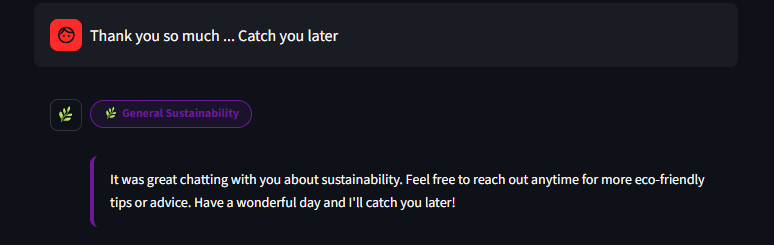 Thank you so much ... Catch you later
General Sustainability
It was great chatting with you about sustainability. Feel free to reach out anytime for more eco-friendly
tips or advice. Have a wonderful day and I'll catch you later!